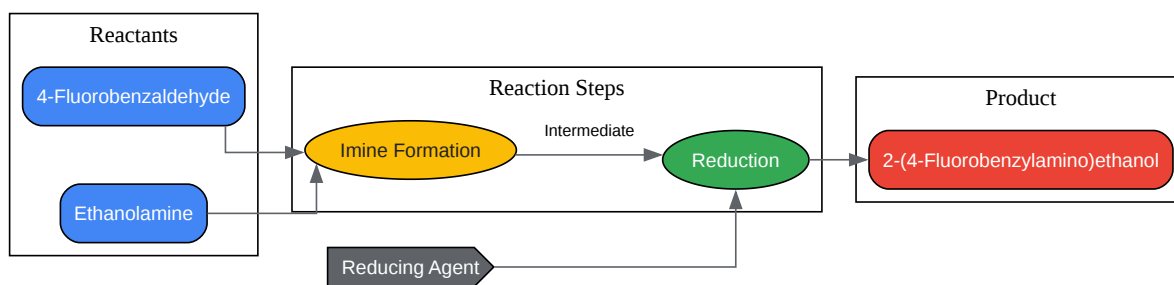 Reactants
4-Fluorobenzaldehyde
Ethanolamine
Reaction Steps
Imine Formation
Intermediate
Reduction
Reducing Agent
Product
2-(4-Fluorobenzylamino)ethanol